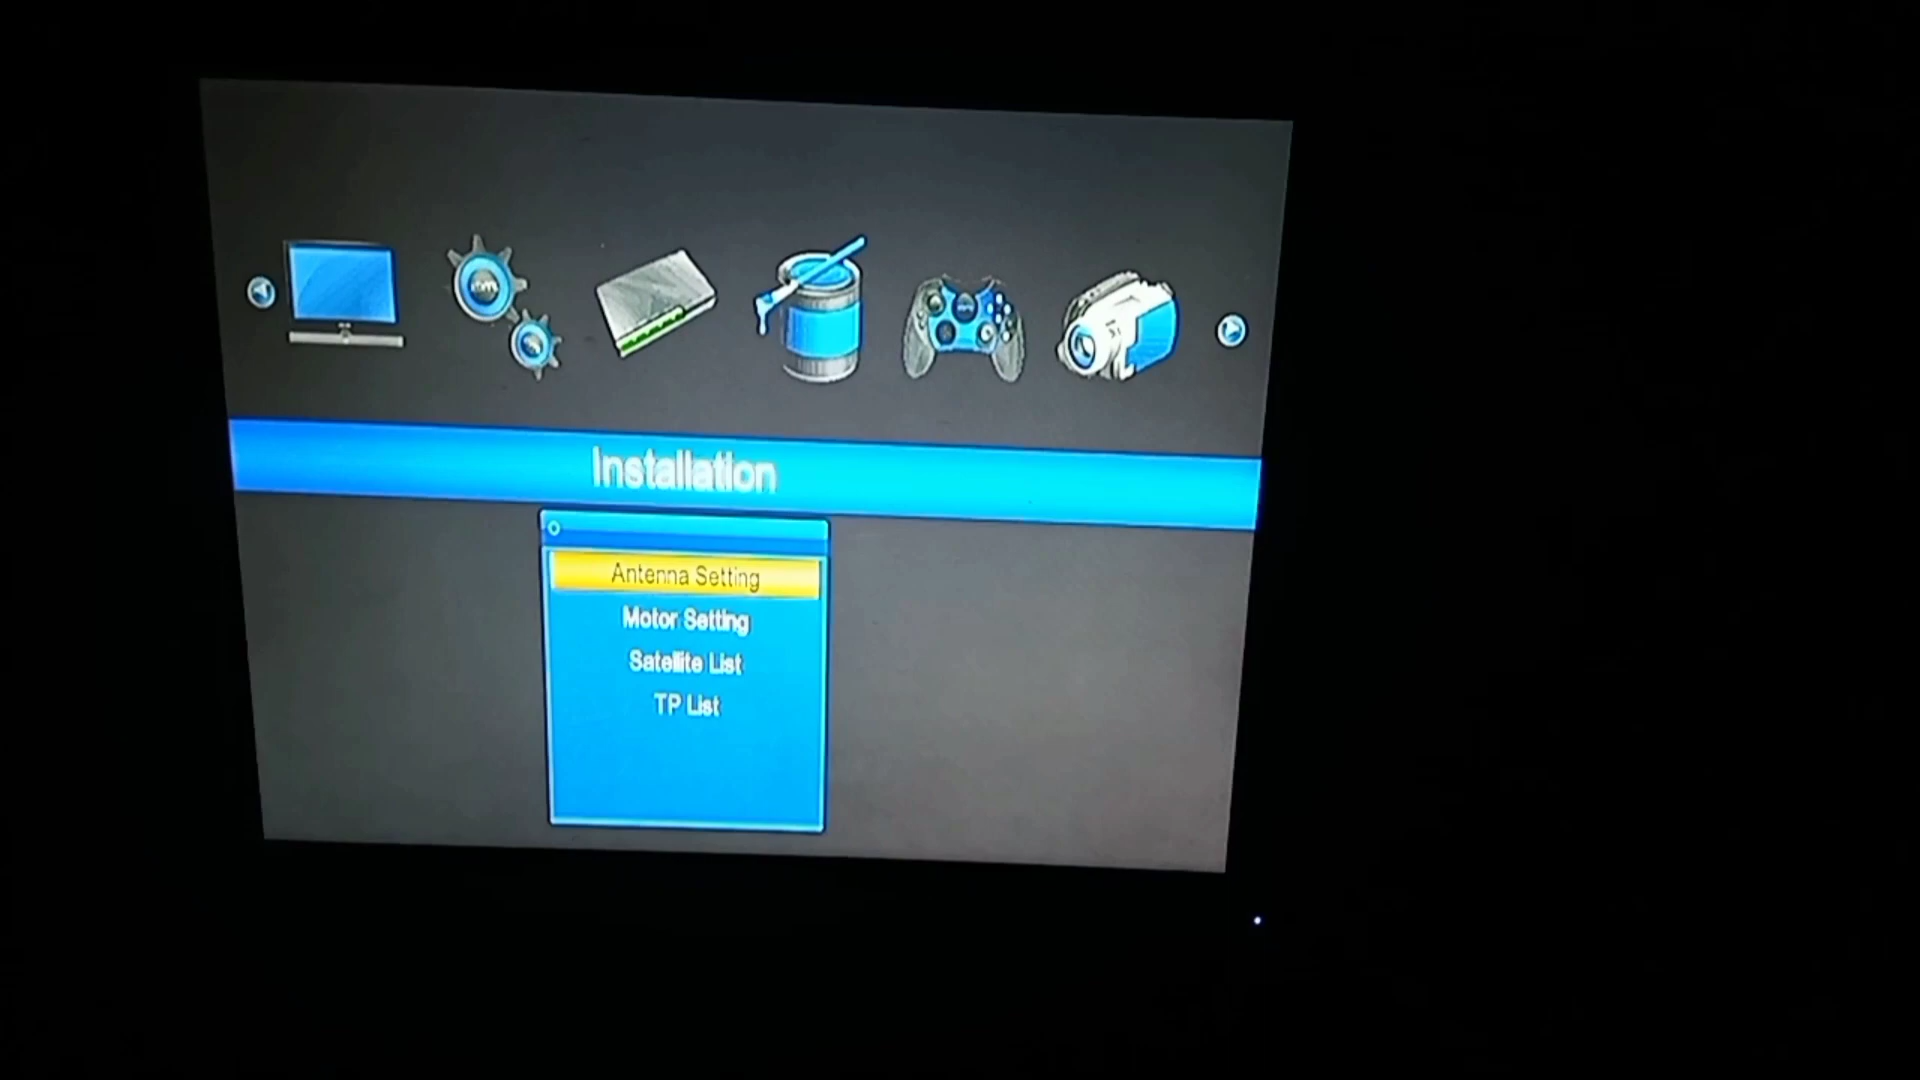 Installation
Antenna Setting
Motor Setting
Satellite List
TP List